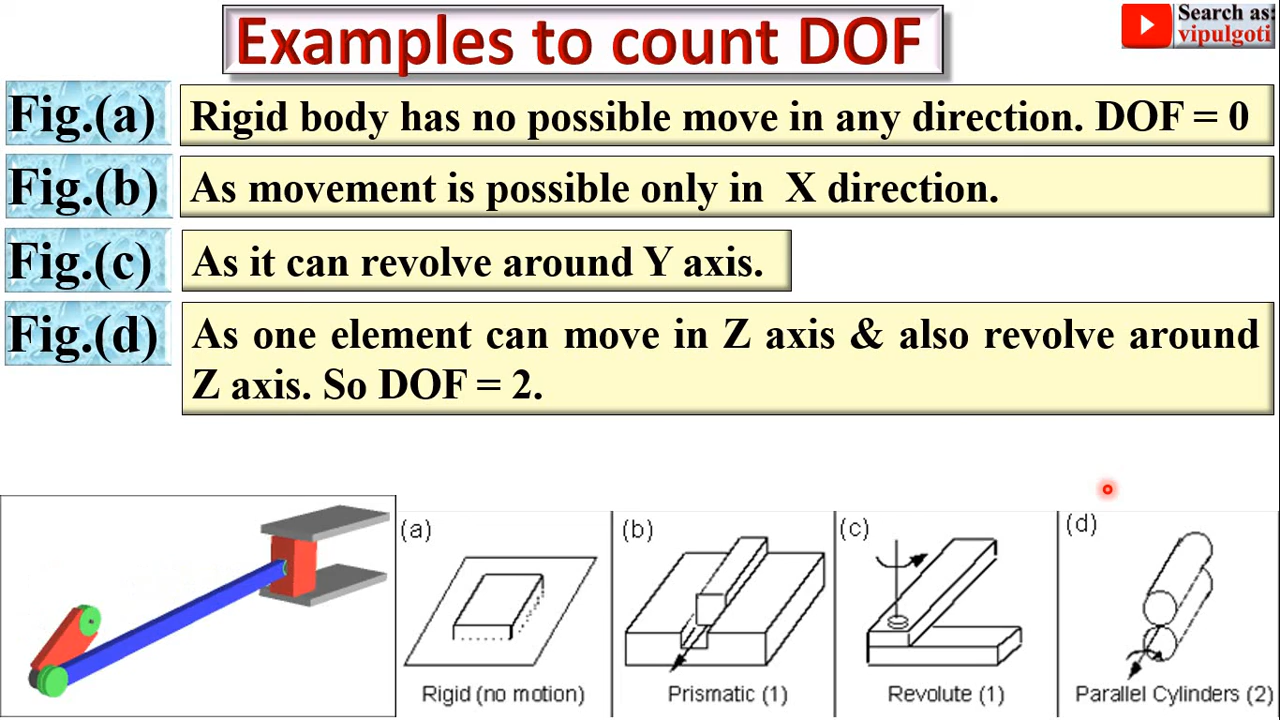 Examples to count DOF
Search as:
vipulgoti
Fig.(a)
Rigid body has no possible move in any direction. DOF = 0
Fig.(b)
As movement is possible only in X direction.
Fig.(c)
As it can revolve around Y axis.
Fig.(d)
As one element can move in Z axis & also revolve around
Z axis. So DOF = 2.
(a)
Rigid (no motion)
(b)
Prismatic (1)
(c)
Revolute (1)
(d)
Parallel Cylinders (2)